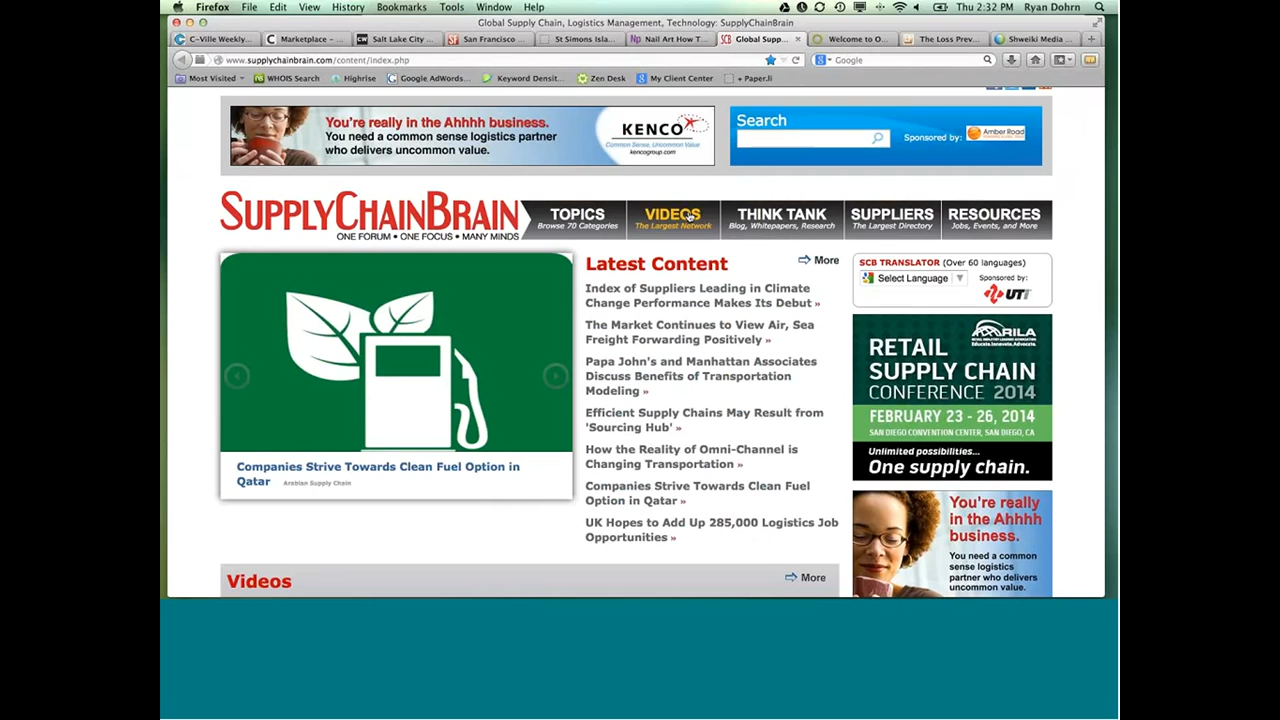 Firefox File Edit View History Bookmarks Tools Window Help Thu 2:32 PM Ryan Dohrn
Global Supply Chain, Logistics Management, Technology: SupplyChainBrain
C-Ville Weekly... Marketplace – ... Salt Lake City ... San Francisco ... St Simons Isla... Nail Art How T... Global Supp... Welcome to O... The Loss Prev... Shweiki Media ...
www.supplychainbrain.com/content/index.php
Google
Most Visited WHOIS Search Highrise Google AdWords... Keyword Densit... Zen Desk My Client Center + Paper.li
You're really in the Ahhhh business.
You need a common sense logistics partner
who delivers uncommon value.
KENCO
Common Sense, Uncommon Value
kencogroup.com
Search
Sponsored by: Amber Road
SUPPLYCHAINBRAIN
ONE FORUM • ONE FOCUS • MANY MINDS
TOPICS
Browse 70 Categories
VIDEOS
The Largest Network
THINK TANK
Blog, Whitepapers, Research
SUPPLIERS
The Largest Directory
RESOURCES
Jobs, Events, and More
Companies Strive Towards Clean Fuel Option in
Qatar Arabian Supply Chain
Latest Content
More
Index of Suppliers Leading in Climate
Change Performance Makes Its Debut »
The Market Continues to View Air, Sea
Freight Forwarding Positively »
Papa John's and Manhattan Associates
Discuss Benefits of Transportation
Modeling »
Efficient Supply Chains May Result from
'Sourcing Hub' »
How the Reality of Omni-Channel is
Changing Transportation »
Companies Strive Towards Clean Fuel
Option in Qatar »
UK Hopes to Add Up 285,000 Logistics Job
Opportunities »
Videos
More
SCB TRANSLATOR (Over 60 languages)
Select Language
Sponsored by:
UTi
RILA
RETAIL
SUPPLY CHAIN
CONFERENCE 2014
FEBRUARY 23 - 26, 2014
SAN DIEGO CONVENTION CENTER, SAN DIEGO, CA
Unlimited possibilities...
One supply chain.
You're really
in the Ahhhh
business.
You need a common
sense logistics
partner who delivers
uncommon value.